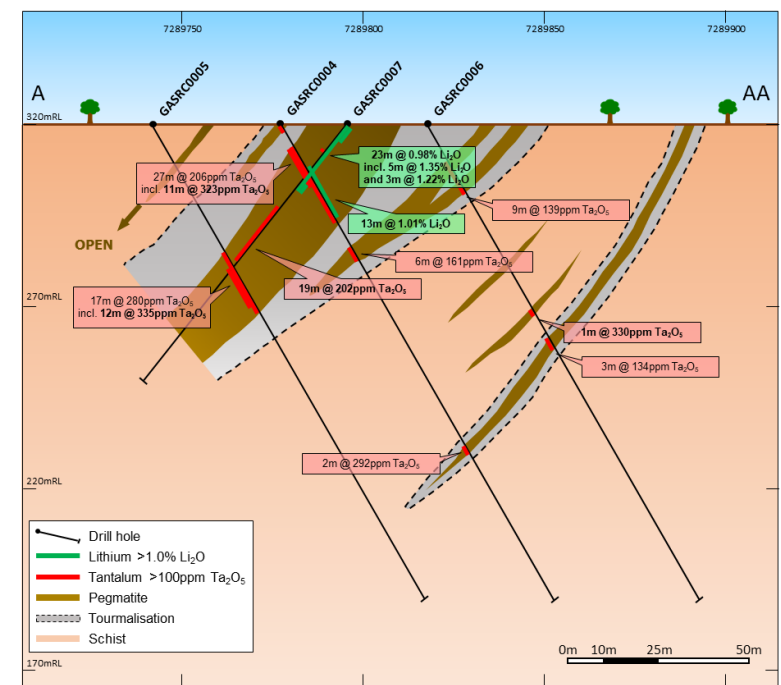 7289750
7289800
7289850
7289900
GASRC0005
GASRC0004
GASRC0007
GASRC0006
A
AA
320mRL
23m @ 0.98% Li₂O
incl. 5m @ 1.35% Li₂O
and 3m @ 1.22% Li₂O
27m @ 206ppm Ta₂O₅
incl. 11m @ 323ppm Ta₂O₅
9m @ 139ppm Ta₂O₅
13m @ 1.01% Li₂O
OPEN
6m @ 161ppm Ta₂O₅
19m @ 202ppm Ta₂O₅
17m @ 280ppm Ta₂O₅
incl. 12m @ 335ppm Ta₂O₅
270mRL
1m @ 330ppm Ta₂O₅
3m @ 134ppm Ta₂O₅
2m @ 292ppm Ta₂O₅
220mRL
Drill hole
Lithium >1.0% Li₂O
Tantalum >100ppm Ta₂O₅
Pegmatite
Tourmalisation
Schist
0m 10m 25m 50m
170mRL